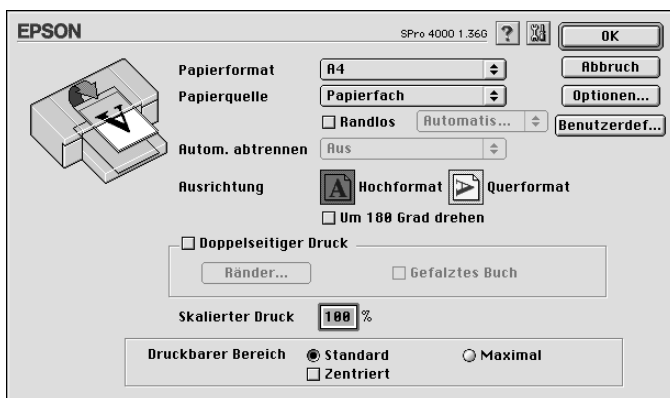 EPSON SPro 4000 1.36G ? OK
Papierformat A4 Abbruch
Papierquelle Papierfach Optionen...
Randlos Automatis... Benutzerdef...
Autom. abtrennen Aus
Ausrichtung A Hochformat A Querformat
Um 180 Grad drehen
Doppelseitiger Druck
Ränder... Gefalztes Buch
Skalierter Druck 100 %
Druckbarer Bereich Standard Maximal
Zentriert